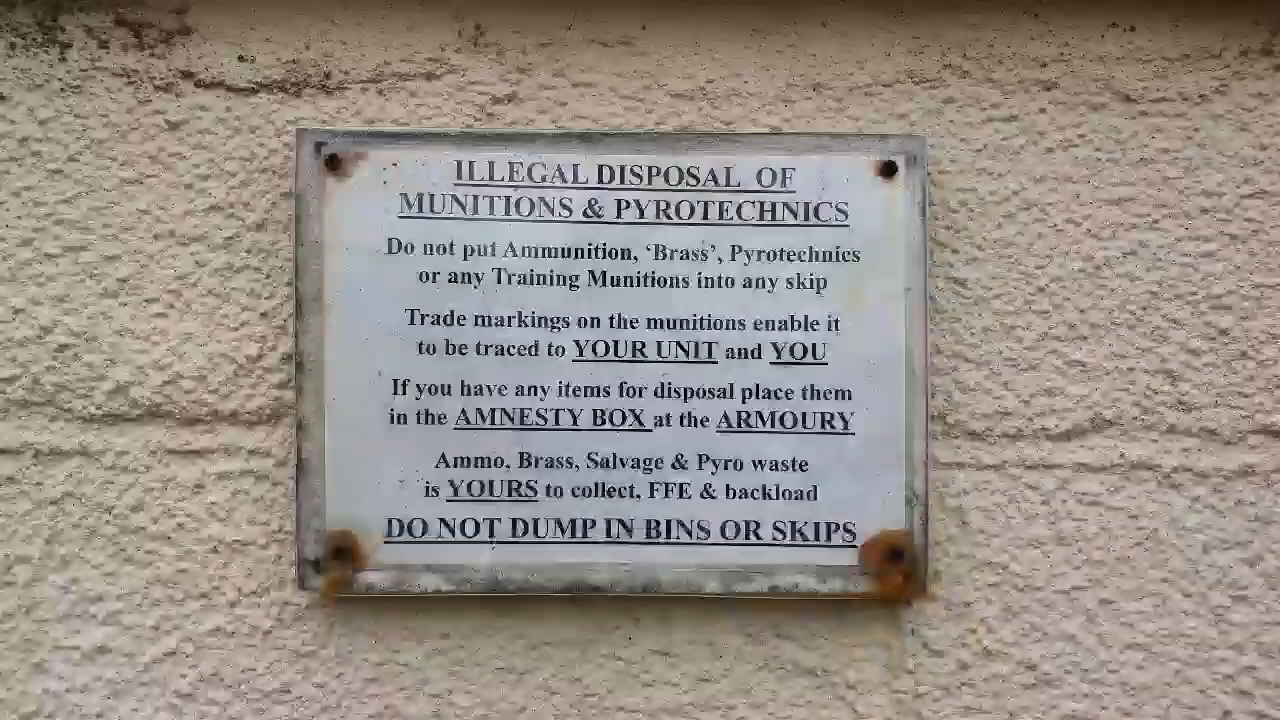 ILLEGAL DISPOSAL OF
MUNITIONS & PYROTECHNICS
Do not put Ammunition, ‘Brass’, Pyrotechnics
or any Training Munitions into any skip
Trade markings on the munitions enable it
to be traced to YOUR UNIT and YOU
If you have any items for disposal place them
in the AMNESTY BOX at the ARMOURY
Ammo, Brass, Salvage & Pyro waste
is YOURS to collect, FFE & backload
DO NOT DUMP IN BINS OR SKIPS